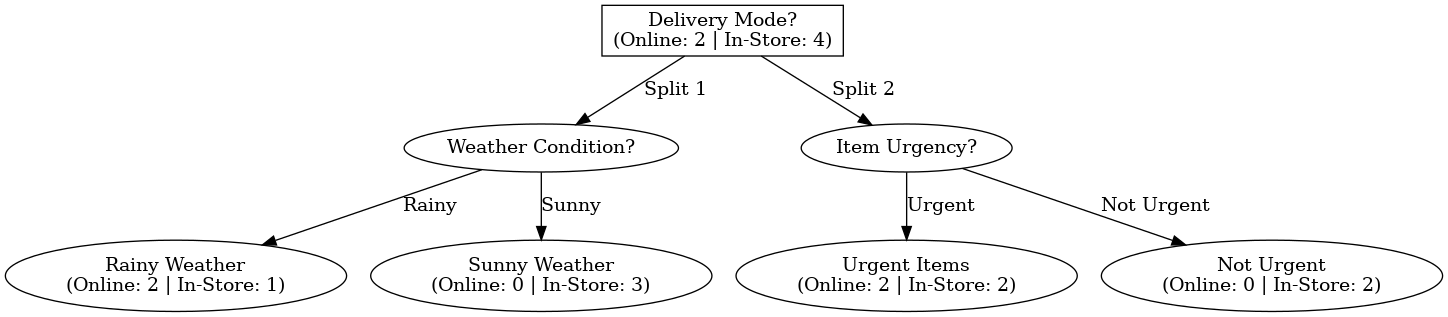 Delivery Mode?
(Online: 2 | In-Store: 4)
Split 1
Split 2
Weather Condition?
Item Urgency?
Rainy
Sunny
Urgent
Not Urgent
Rainy Weather
(Online: 2 | In-Store: 1)
Sunny Weather
(Online: 0 | In-Store: 3)
Urgent Items
(Online: 2 | In-Store: 2)
Not Urgent
(Online: 0 | In-Store: 2)